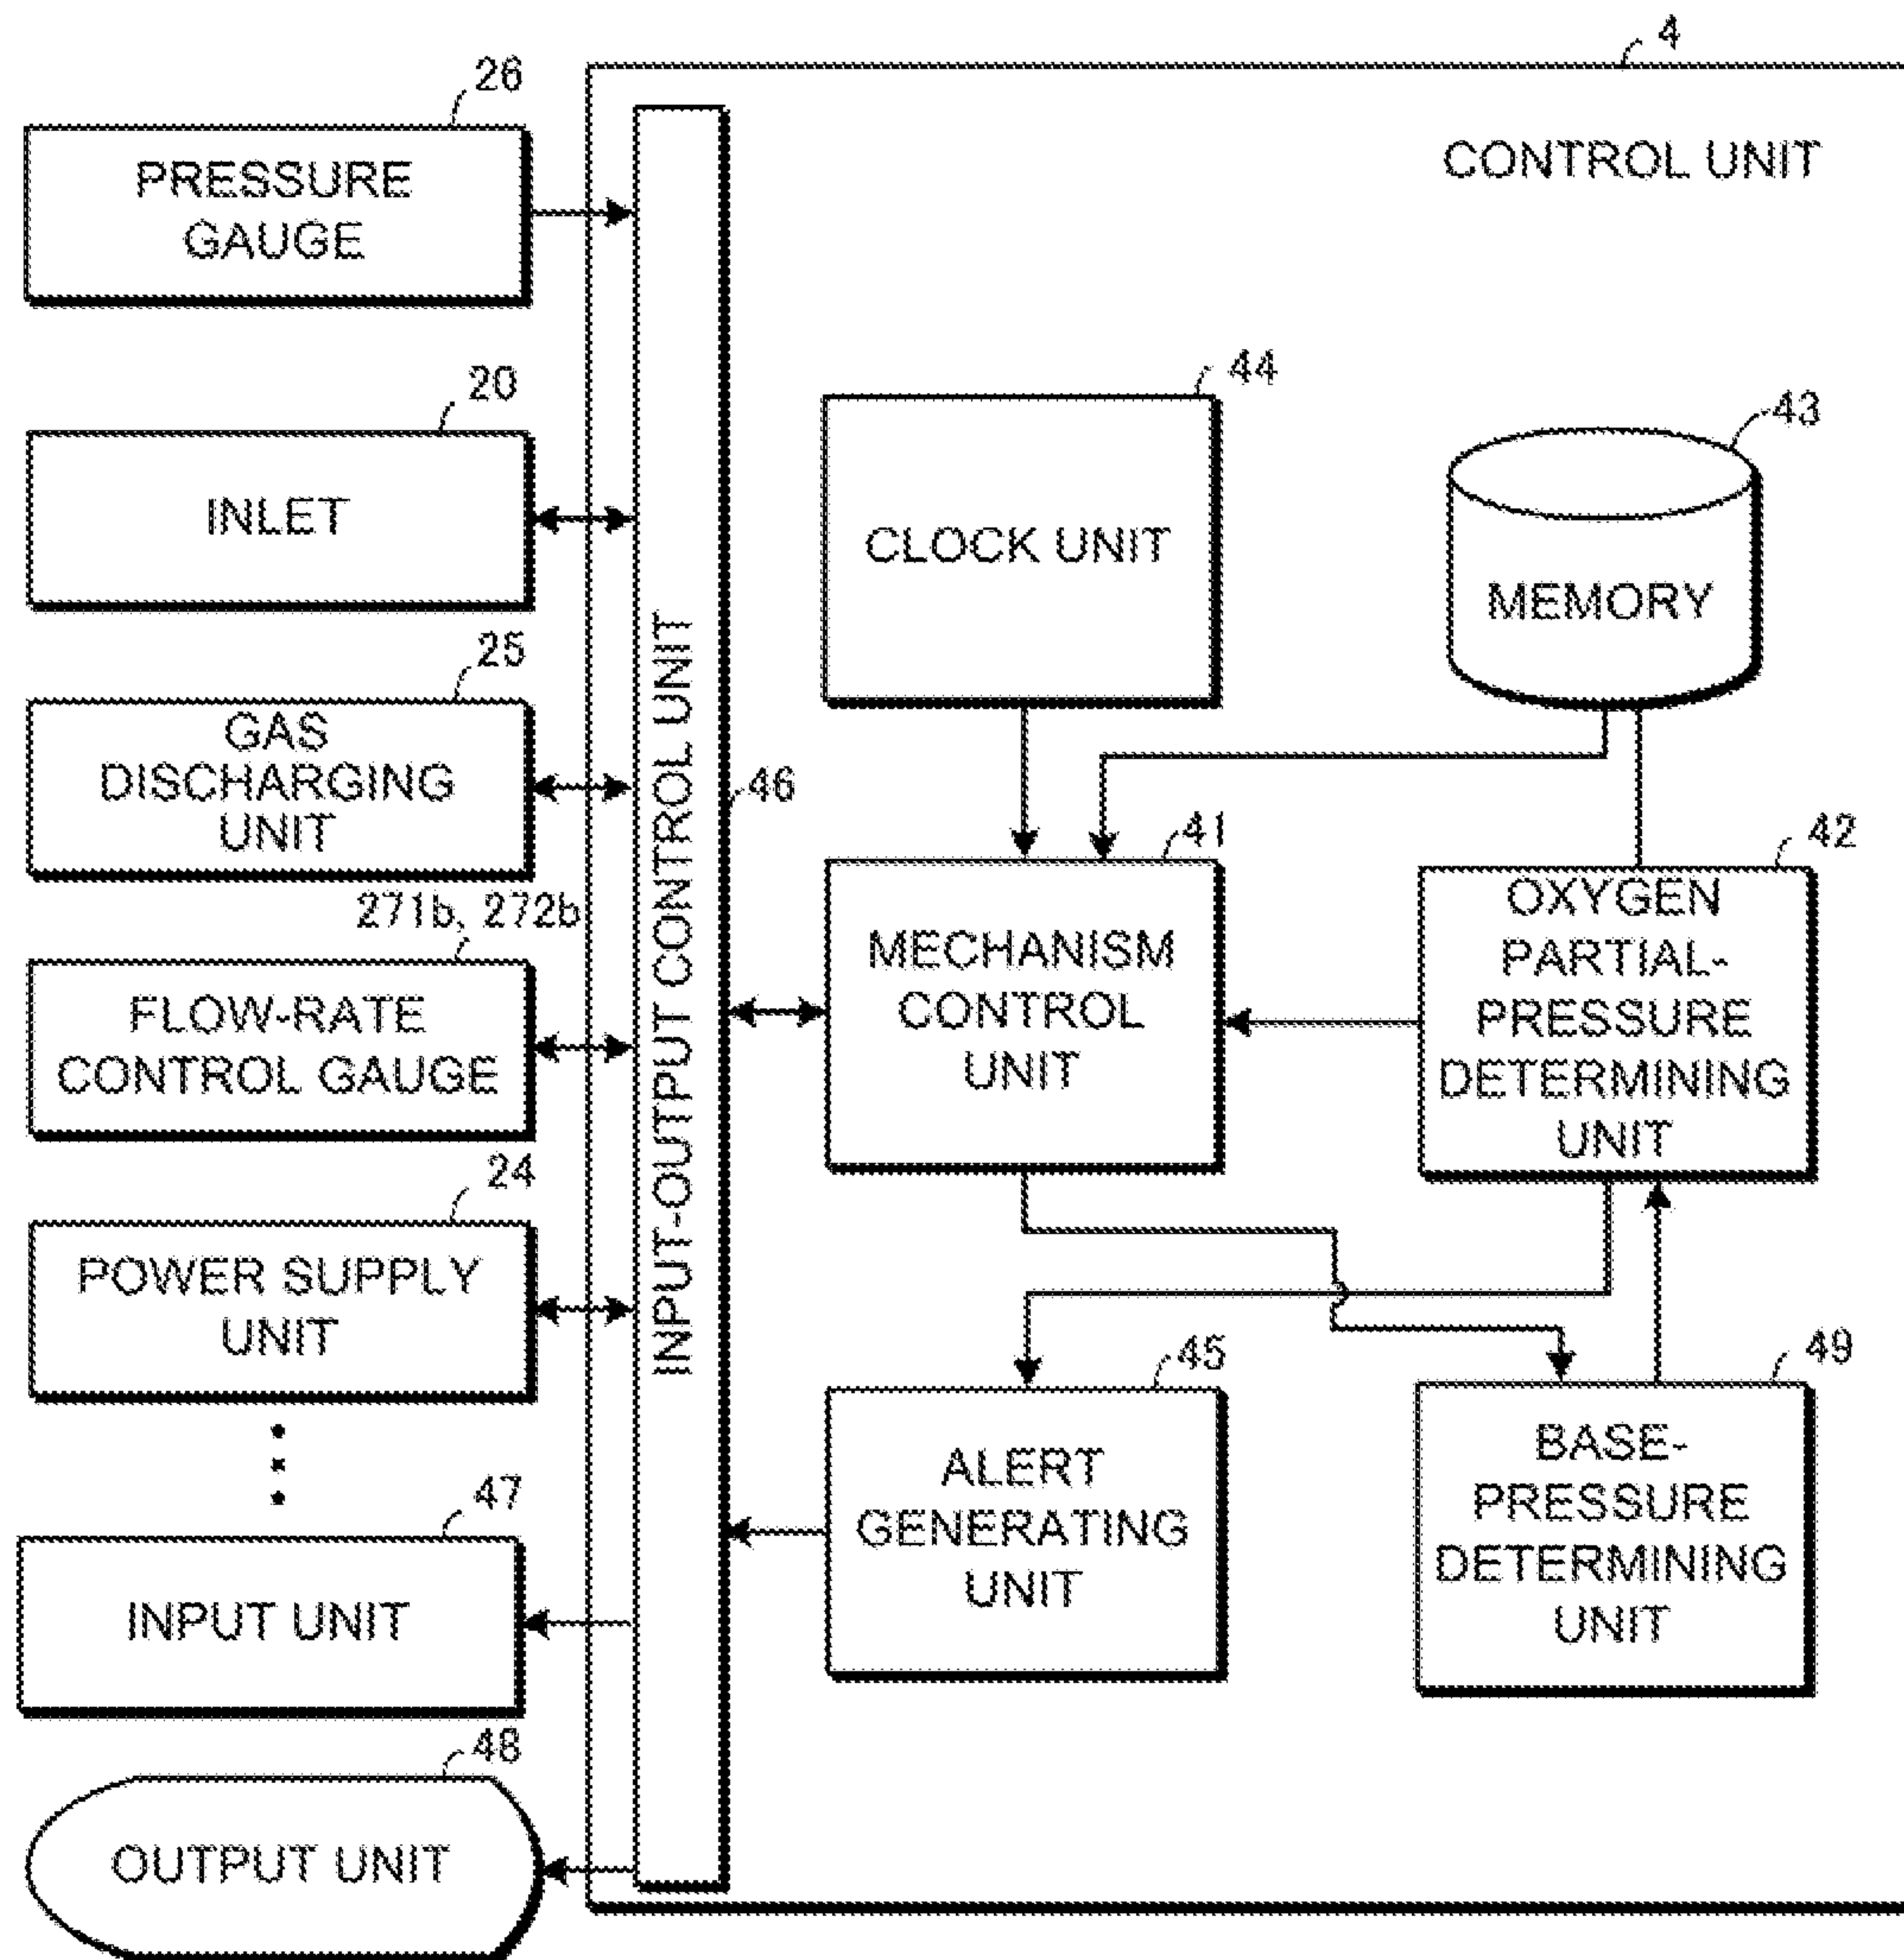 4
CONTROL UNIT
26
PRESSURE
GAUGE
20
INLET
25
GAS
DISCHARGING
UNIT
271b, 272b
FLOW-RATE
CONTROL GAUGE
24
POWER SUPPLY
UNIT
47
INPUT UNIT
48
OUTPUT UNIT
INPUT-OUTPUT CONTROL UNIT
46
44
CLOCK UNIT
43
MEMORY
41
MECHANISM
CONTROL
UNIT
42
OXYGEN
PARTIAL-
PRESSURE
DETERMINING
UNIT
45
ALERT
GENERATING
UNIT
49
BASE-
PRESSURE
DETERMINING
UNIT